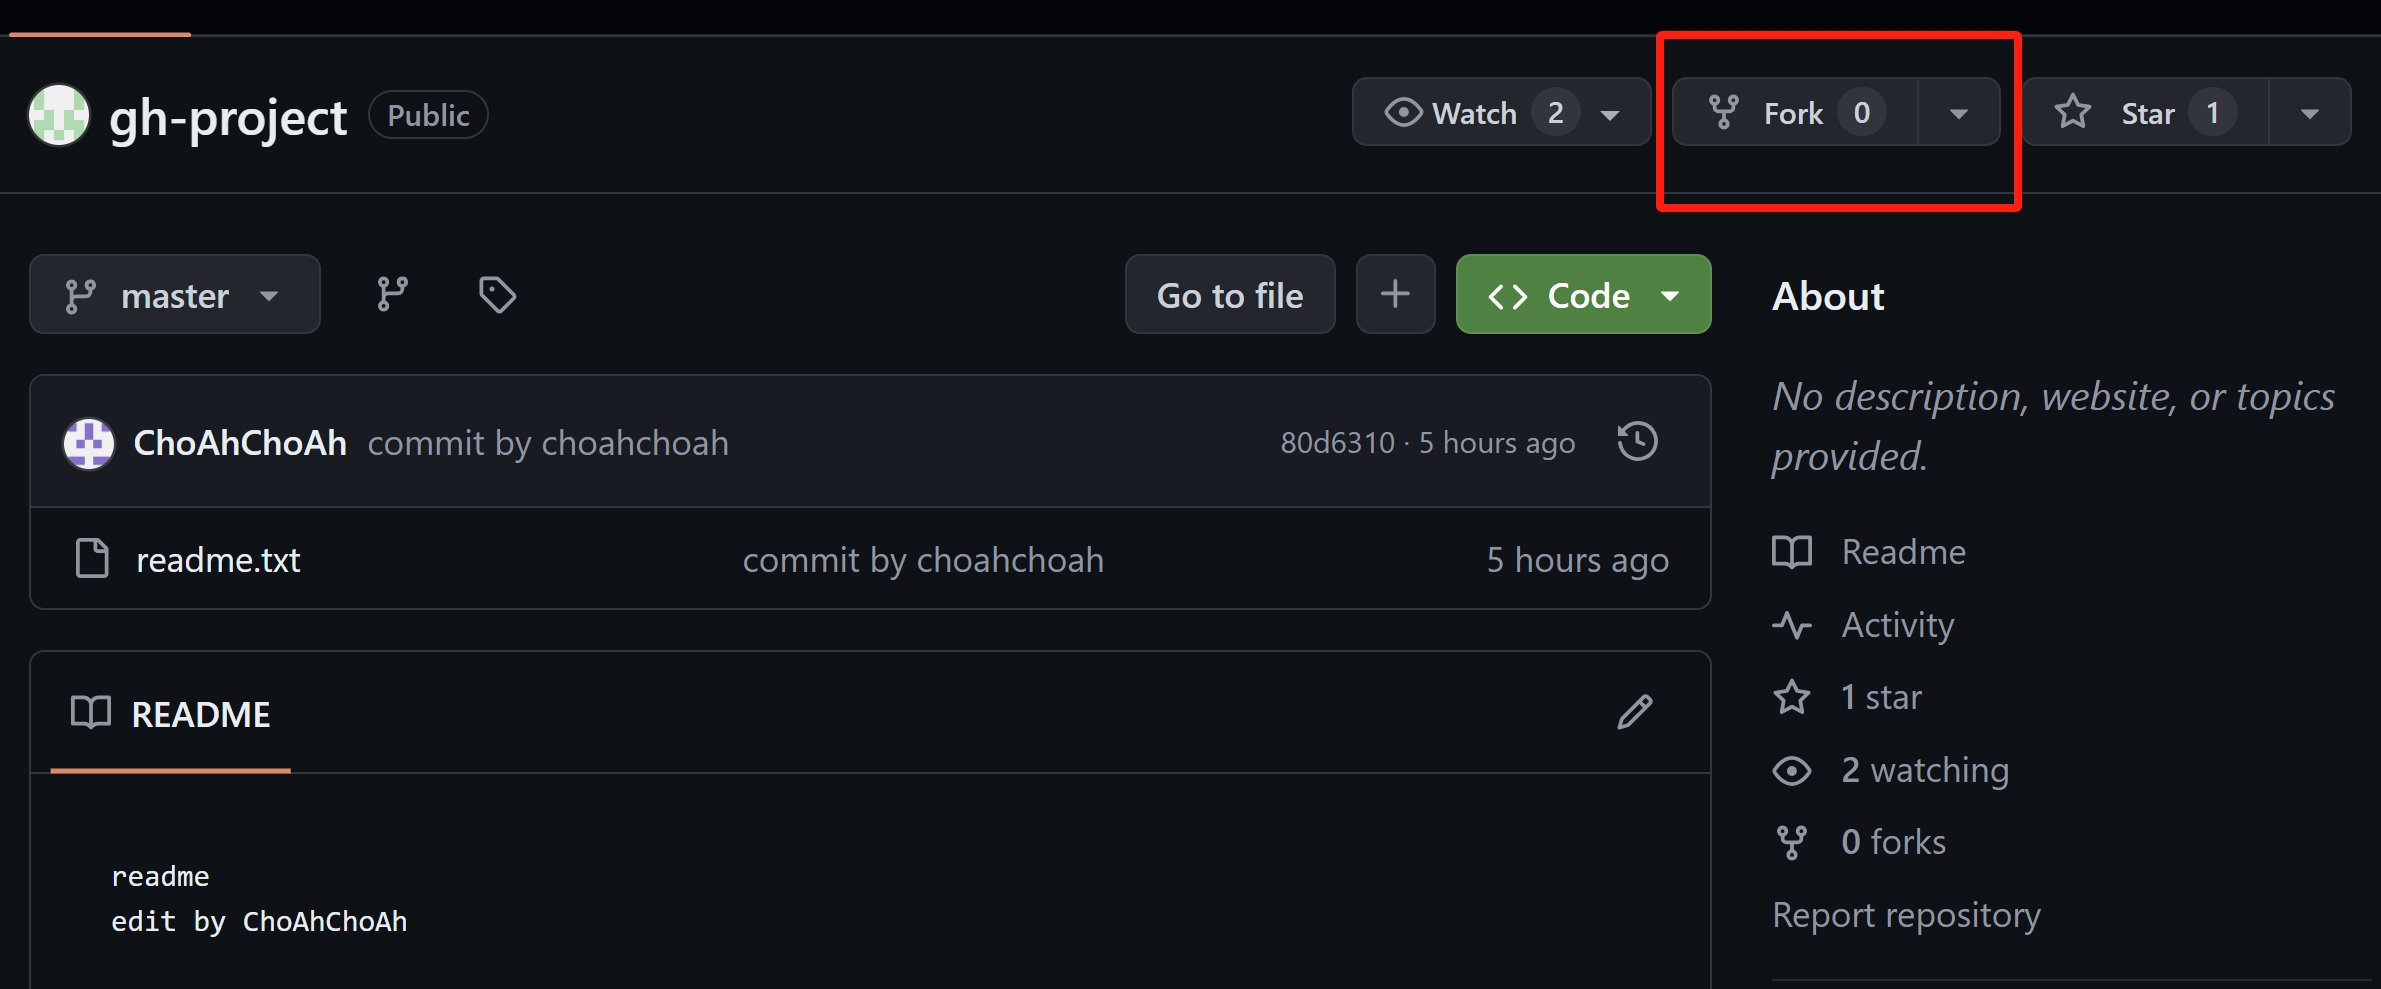 gh-project Public Watch 2 Fork 0 Star 1
master Go to file + Code About
No description, website, or topics
provided.
ChoAhChoAh commit by choahchoah 80d6310 · 5 hours ago
readme.txt commit by choahchoah 5 hours ago
Readme
Activity
1 star
2 watching
0 forks
Report repository
README
readme
edit by ChoAhChoAh